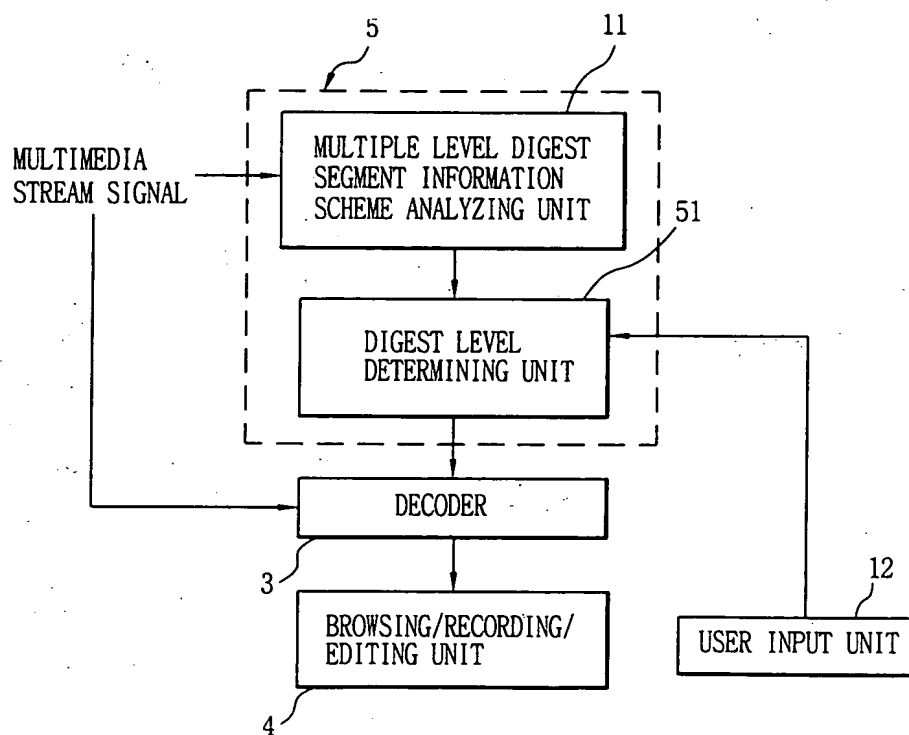 5
11
MULTIMEDIA
STREAM SIGNAL
MULTIPLE LEVEL DIGEST
SEGMENT INFORMATION
SCHEME ANALYZING UNIT
51
DIGEST LEVEL
DETERMINING UNIT
DECODER
3
12
BROWSING/RECORDING/
EDITING UNIT
USER INPUT UNIT
4